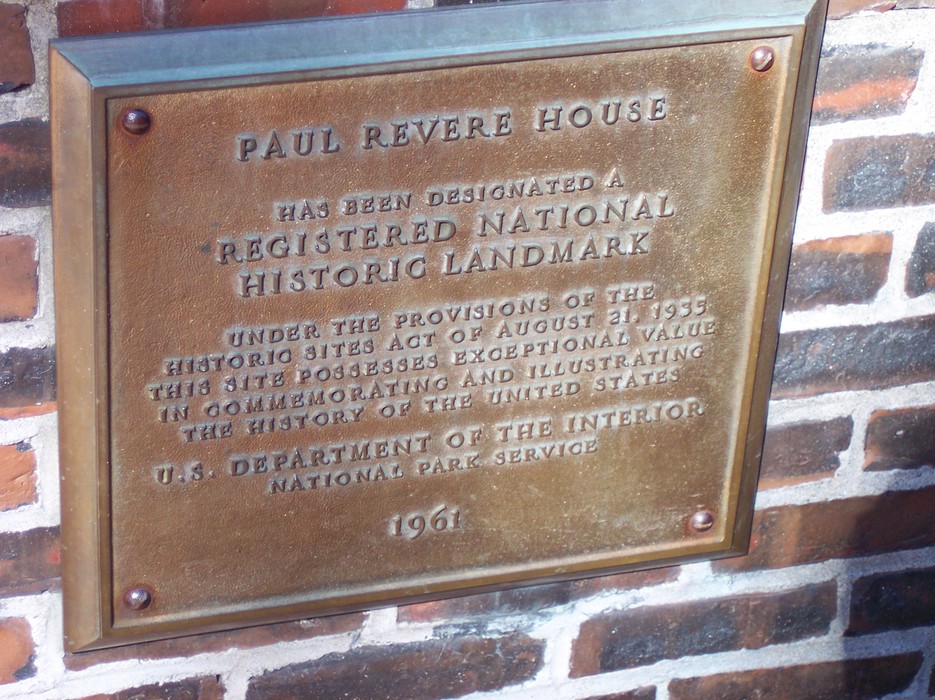 PAUL REVERE HOUSE
HAS BEEN DESIGNATED A
REGISTERED NATIONAL
HISTORIC LANDMARK
UNDER THE PROVISIONS OF THE
HISTORIC SITES ACT OF AUGUST 21, 1935
THIS SITE POSSESSES EXCEPTIONAL VALUE
IN COMMEMORATING AND ILLUSTRATING
THE HISTORY OF THE UNITED STATES
U.S. DEPARTMENT OF THE INTERIOR
NATIONAL PARK SERVICE
1961